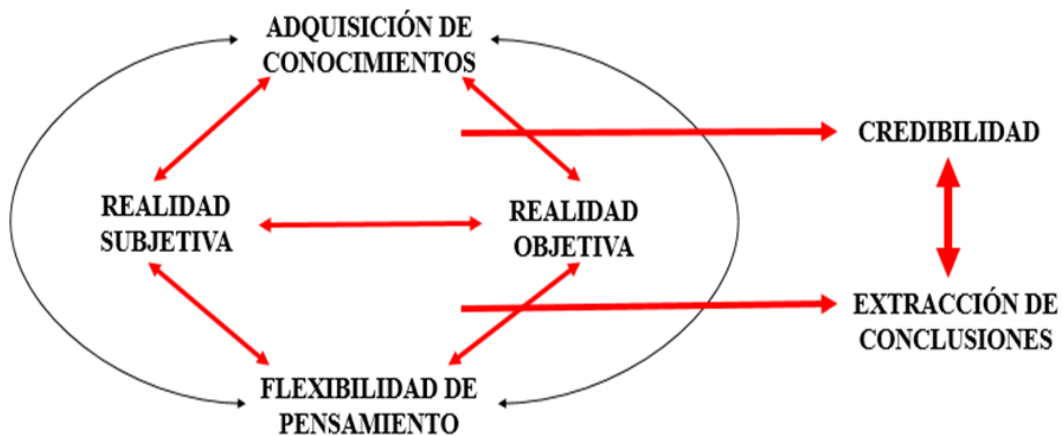 ADQUISICIÓN DE
CONOCIMIENTOS
CREDIBILIDAD
REALIDAD
SUBJETIVA
REALIDAD
OBJETIVA
EXTRACCIÓN DE
CONCLUSIONES
FLEXIBILIDAD DE
PENSAMIENTO